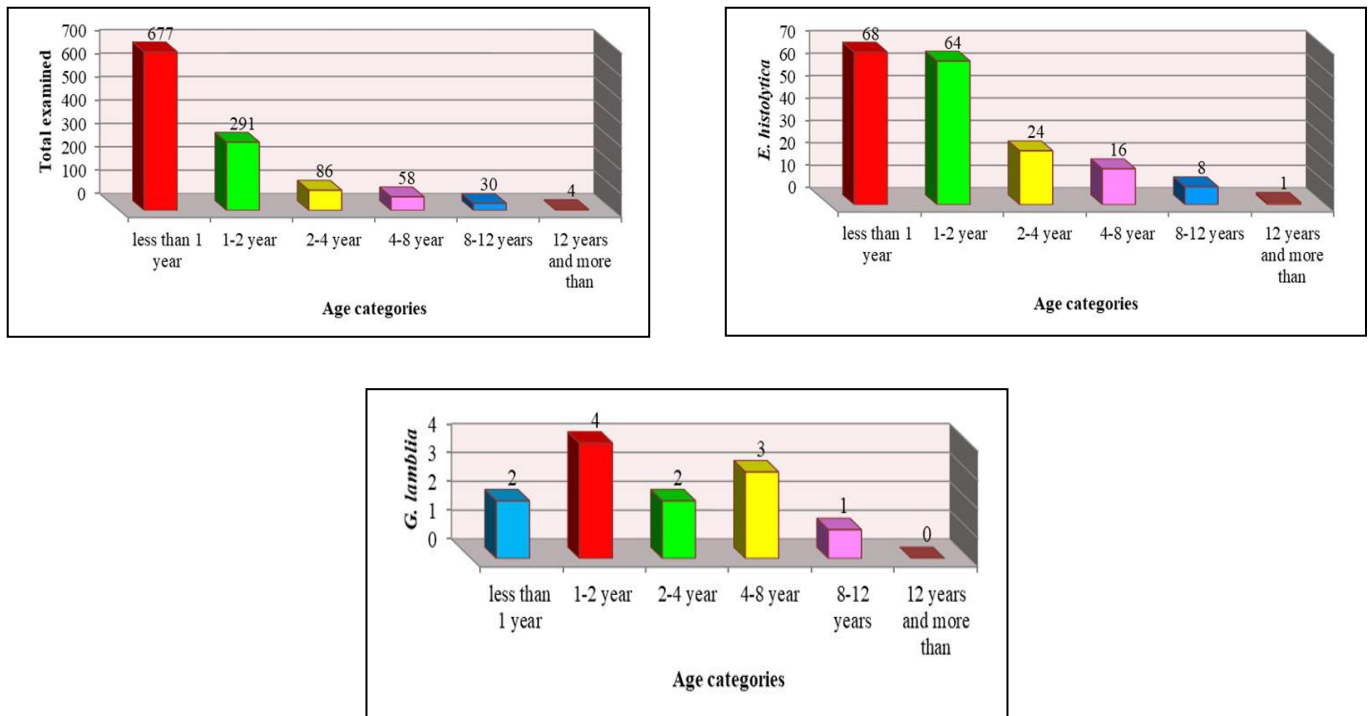 Total examined
700
600
500
400
300
200
100
0
677
291
86
58
30
4
less than 1
year
1-2 year
2-4 year
4-8 year
8-12 years
12 years
and more
than
Age categories
E. histolytica
70
60
50
40
30
20
10
0
68
64
24
16
8
1
less than 1
year
1-2 year
2-4 year
4-8 year
8-12 years
12 years
and more
than
Age categories
G. lamblia
4
3
2
1
0
2
4
2
3
1
0
less than
1 year
1-2 year
2-4 year
4-8 year
8-12
years
12 years
and more
than
Age categories